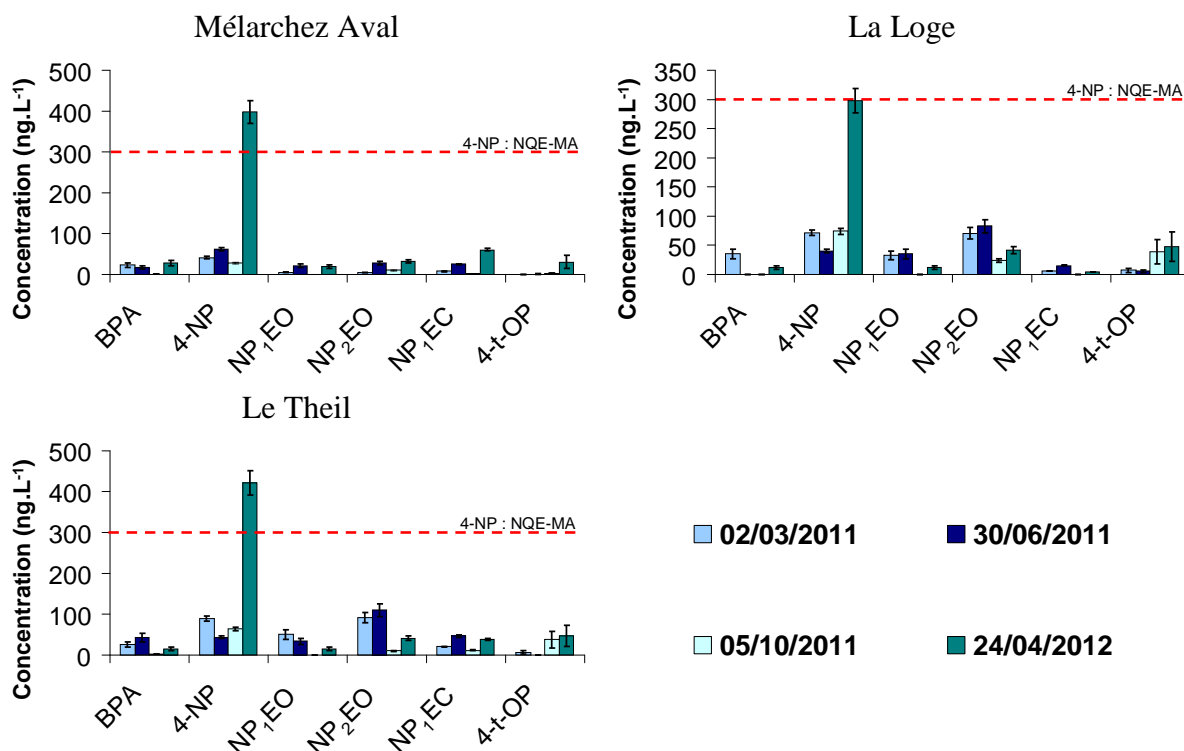 Mélarchez Aval
Concentration (ng.L-1)
500
400
300
200
100
0
4-NP : NQE-MA
BPA
4-NP
NP1EO
NP2EO
NP1EC
4-t-OP
La Loge
Concentration (ng.L-1)
350
300
250
200
150
100
50
0
4-NP : NQE-MA
BPA
4-NP
NP1EO
NP2EO
NP1EC
4-t-OP
Le Theil
Concentration (ng.L-1)
500
400
300
200
100
0
4-NP : NQE-MA
BPA
4-NP
NP1EO
NP2EO
NP1EC
4-t-OP
02/03/2011
30/06/2011
05/10/2011
24/04/2012